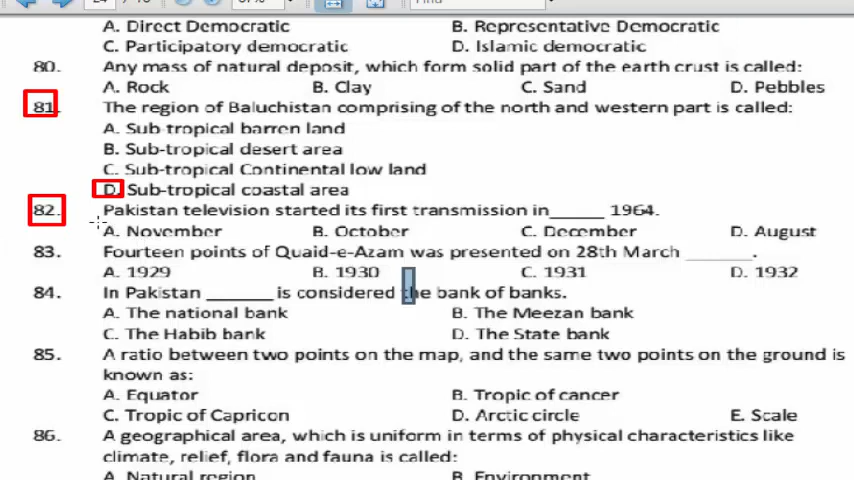 A. Direct Democratic B. Representative Democratic
C. Participatory democratic D. Islamic democratic
80. Any mass of natural deposit, which form solid part of the earth crust is called:
A. Rock B. Clay C. Sand D. Pebbles
81. The region of Baluchistan comprising of the north and western part is called:
A. Sub-tropical barren land
B. Sub-tropical desert area
C. Sub-tropical Continental low land
D. Sub-tropical coastal area
82. Pakistan television started its first transmission in_____ 1964.
A. November B. October C. December D. August
83. Fourteen points of Quaid-e-Azam was presented on 28th March ______.
A. 1929 B. 1930 C. 1931 D. 1932
84. In Pakistan ______ is considered the bank of banks.
A. The national bank B. The Meezan bank
C. The Habib bank D. The State bank
85. A ratio between two points on the map, and the same two points on the ground is
known as:
A. Equator B. Tropic of cancer
C. Tropic of Capricon D. Arctic circle E. Scale
86. A geographical area, which is uniform in terms of physical characteristics like
climate, relief, flora and fauna is called:
A. Natural region B. Environment